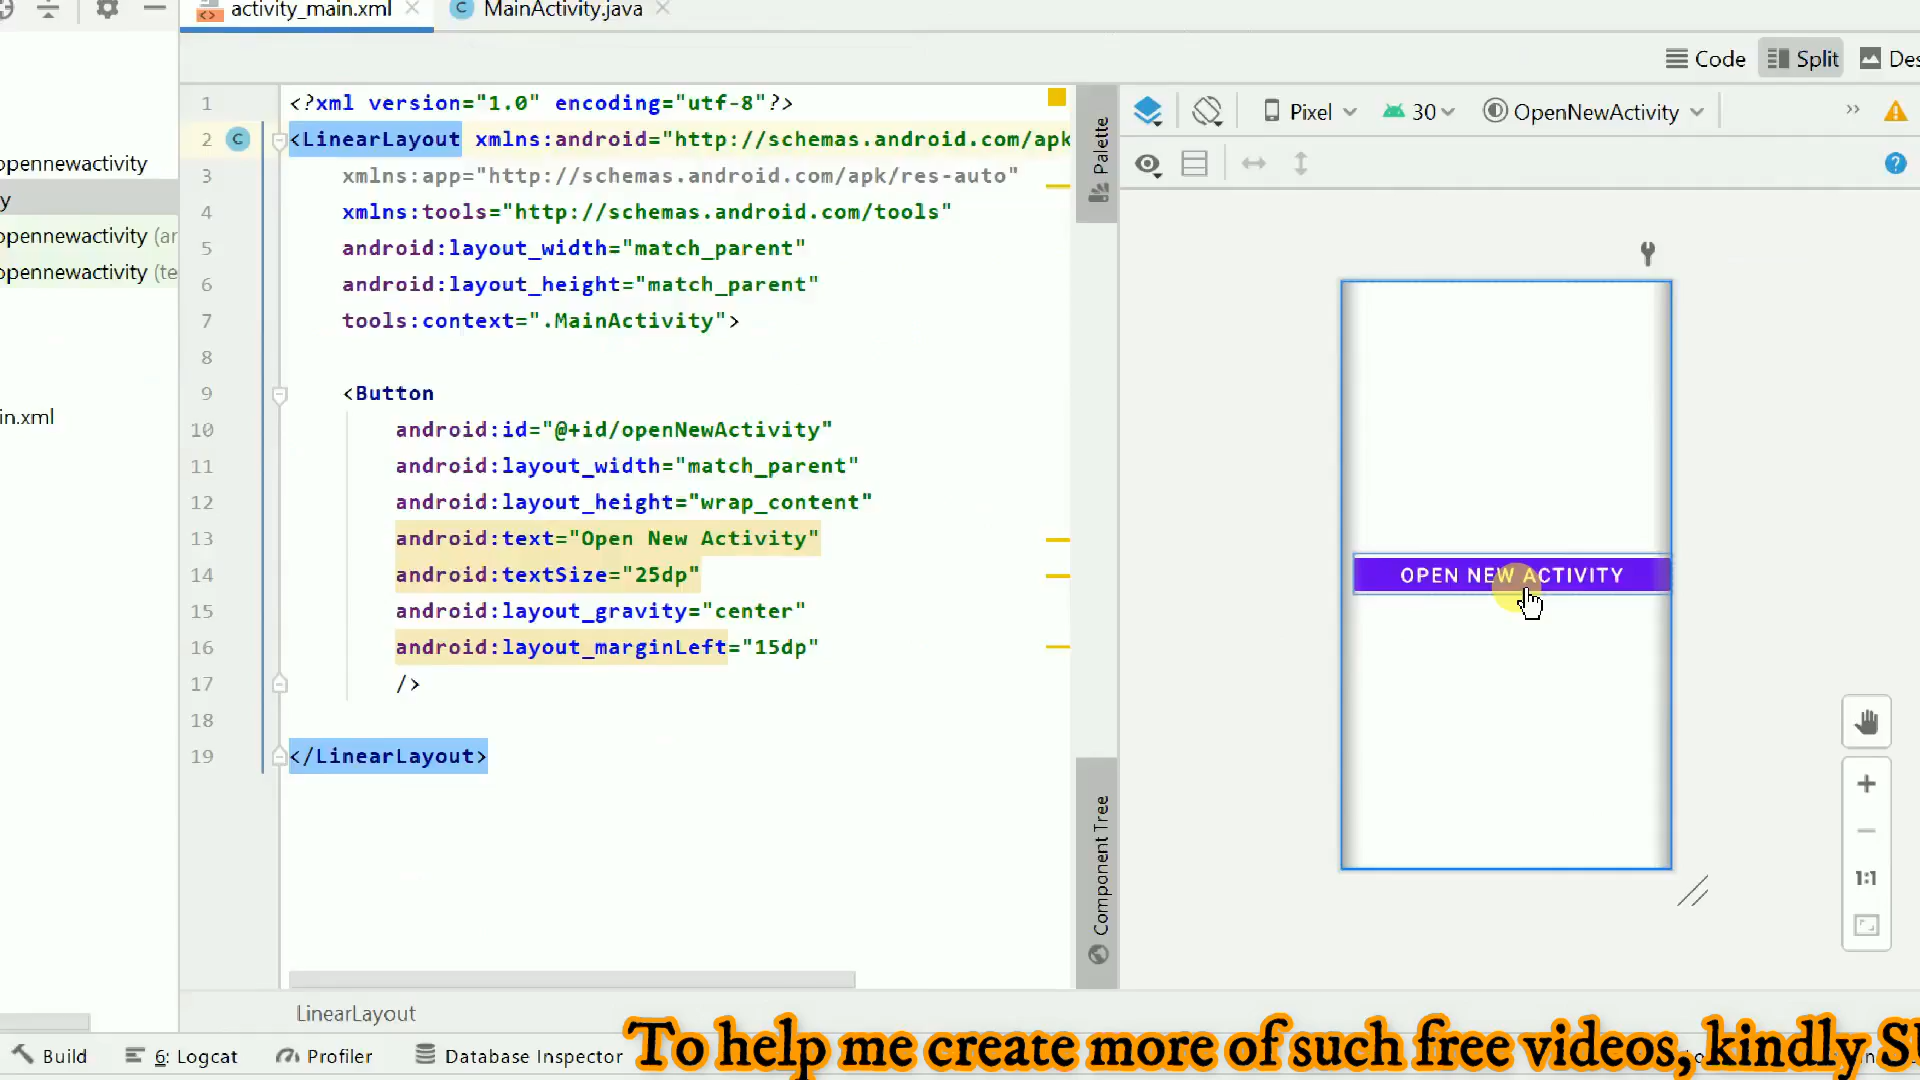 activity_main.xml
MainActivity.java
Code
Split
Des
opennewactivity
y
opennewactivity (ar
opennewactivity (te
in.xml
1 <?xml version="1.0" encoding="utf-8"?>
2 <LinearLayout xmlns:android="http://schemas.android.com/apk
3 xmlns:app="http://schemas.android.com/apk/res-auto"
4 xmlns:tools="http://schemas.android.com/tools"
5 android:layout_width="match_parent"
6 android:layout_height="match_parent"
7 tools:context=".MainActivity">
8
9 <Button
10 android:id="@+id/openNewActivity"
11 android:layout_width="match_parent"
12 android:layout_height="wrap_content"
13 android:text="Open New Activity"
14 android:textSize="25dp"
15 android:layout_gravity="center"
16 android:layout_marginLeft="15dp"
17 />
18
19 </LinearLayout>
Palette
Component Tree
Pixel
30
OpenNewActivity
OPEN NEW ACTIVITY
1:1
LinearLayout
Build
6: Logcat
Profiler
Database Inspector
To help me create more of such free videos, kindly SU